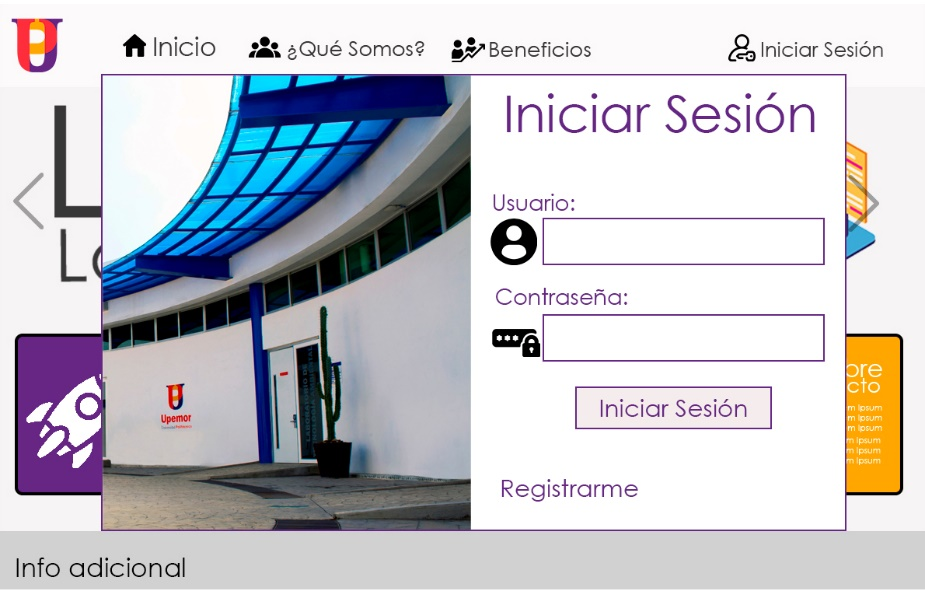 Inicio
¿Qué Somos?
Beneficios
Iniciar Sesión
L
Lo
Iniciar Sesión
Usuario:
Contraseña:
Iniciar Sesión
Registrarme
Upemor
bre
cto
m Ipsum
m Ipsum
m Ipsum
m Ipsum
m Ipsum
m Ipsum
Info adicional